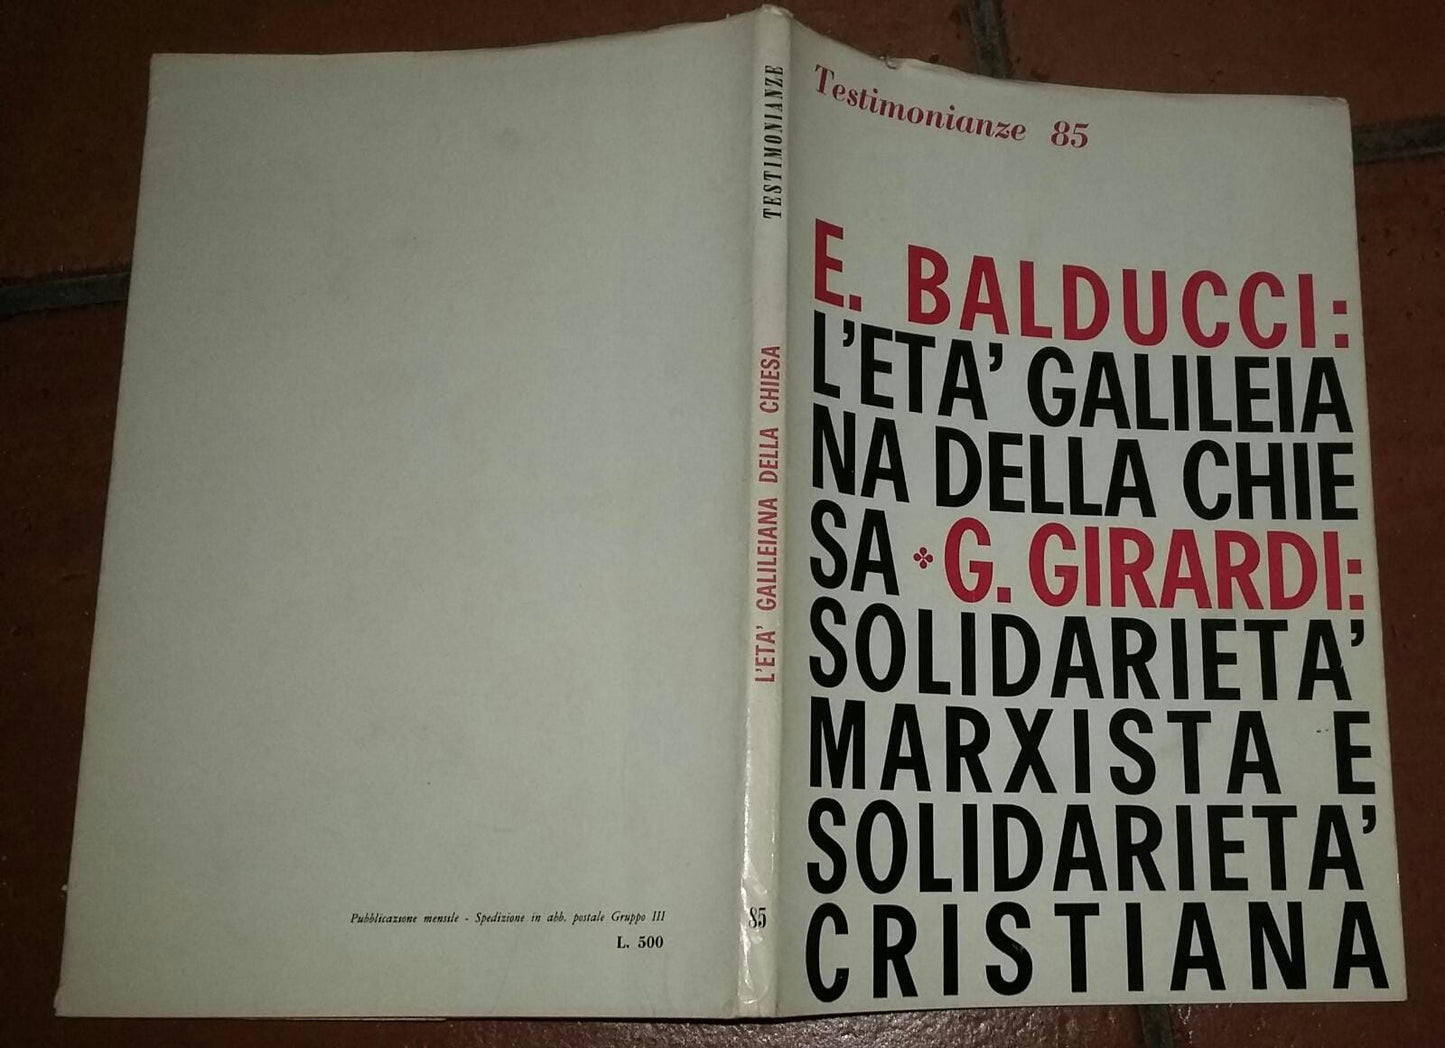 Pubblicazione mensile - Spedizione in abb. postale Gruppo III
L. 500
TESTIMONIANZE
L'ETA' GALILEIANA DELLA CHIESA
85
Testimonianze 85
E. BALDUCCI:
L'ETA' GALILEIA
NA DELLA CHIE
SA G. GIRARDI:
SOLIDARIETA'
MARXISTA E
SOLIDARIETA'
CRISTIANA